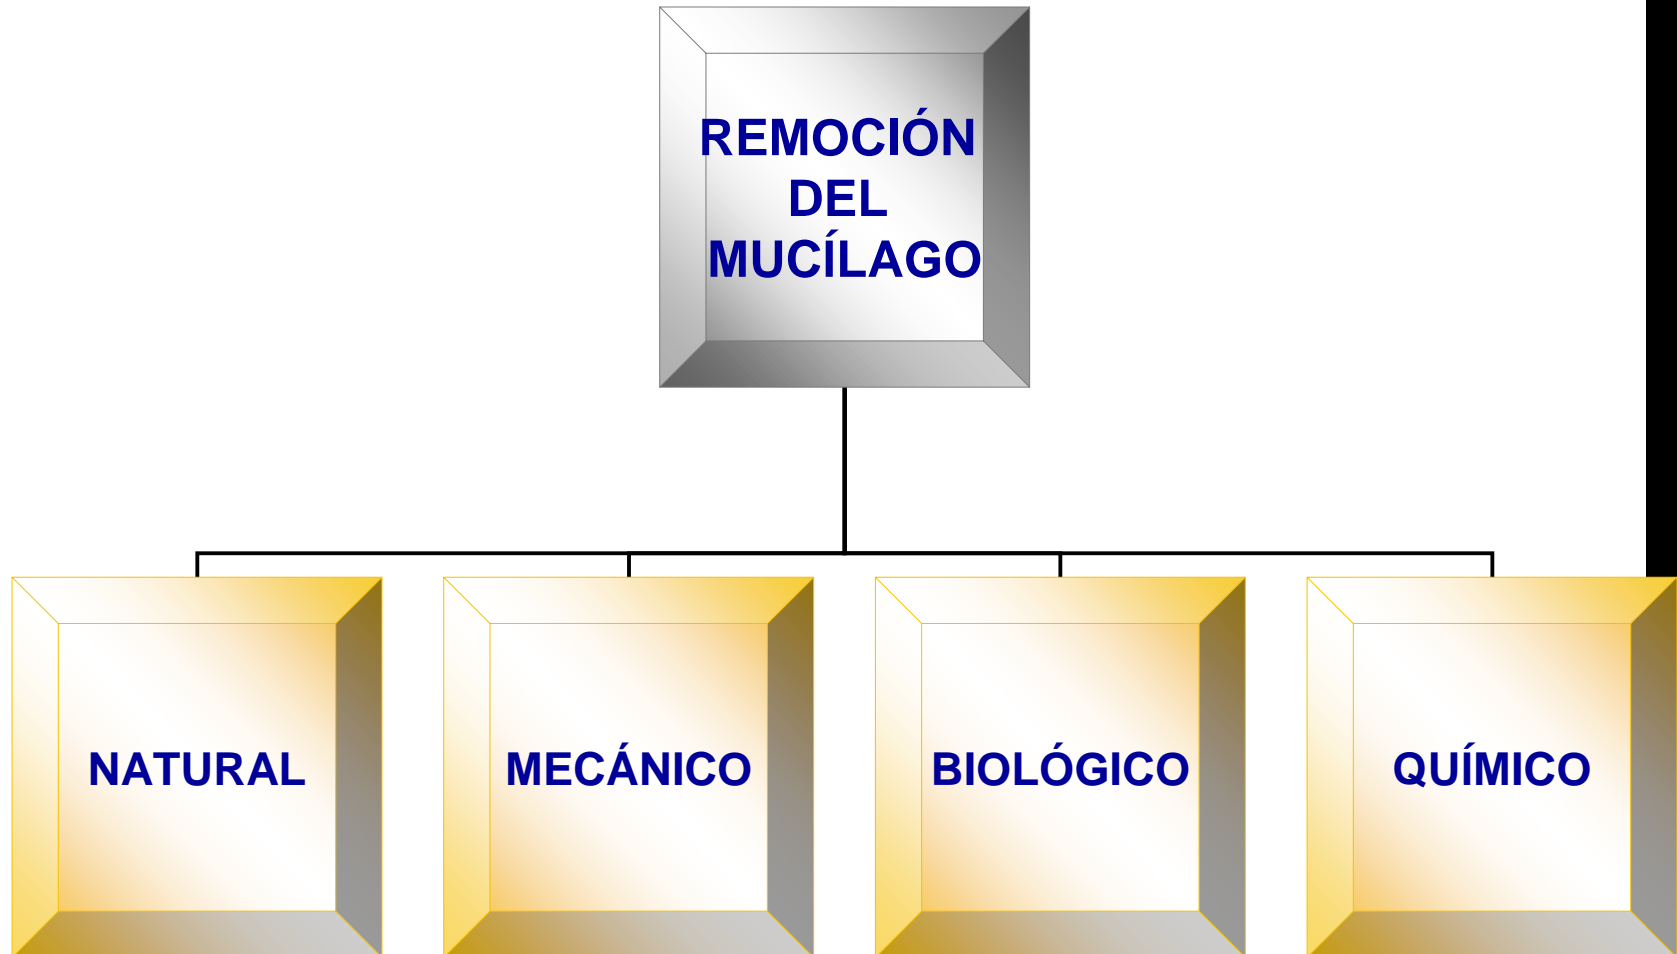 REMOCIÓN
DEL
MUCÍLAGO
NATURAL
MECÁNICO
BIOLÓGICO
QUÍMICO